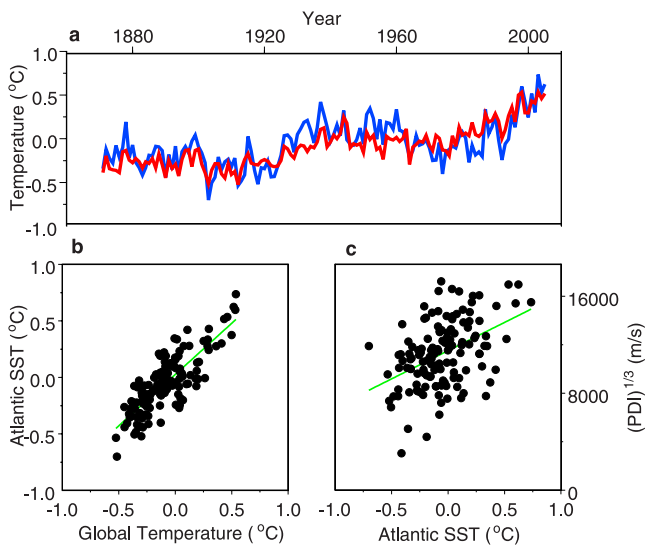 Year
a 1880 1920 1960 2000
1.0
0.5
0.0
-0.5
-1.0
Temperature (°C)
b
1.0
0.5
0.0
-0.5
-1.0
Atlantic SST (°C)
-1.0 -0.5 0.0 0.5 1.0
Global Temperature (°C)
c
16000
8000
0
(PDI)^1/3 (m/s)
-1.0 -0.5 0.0 0.5 1.0
Atlantic SST (°C)